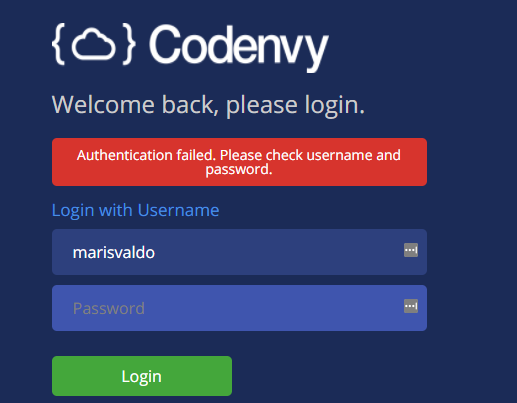 Codenvy
Welcome back, please login.
Authentication failed. Please check username and
password.
Login with Username
marisvaldo
Password
Login